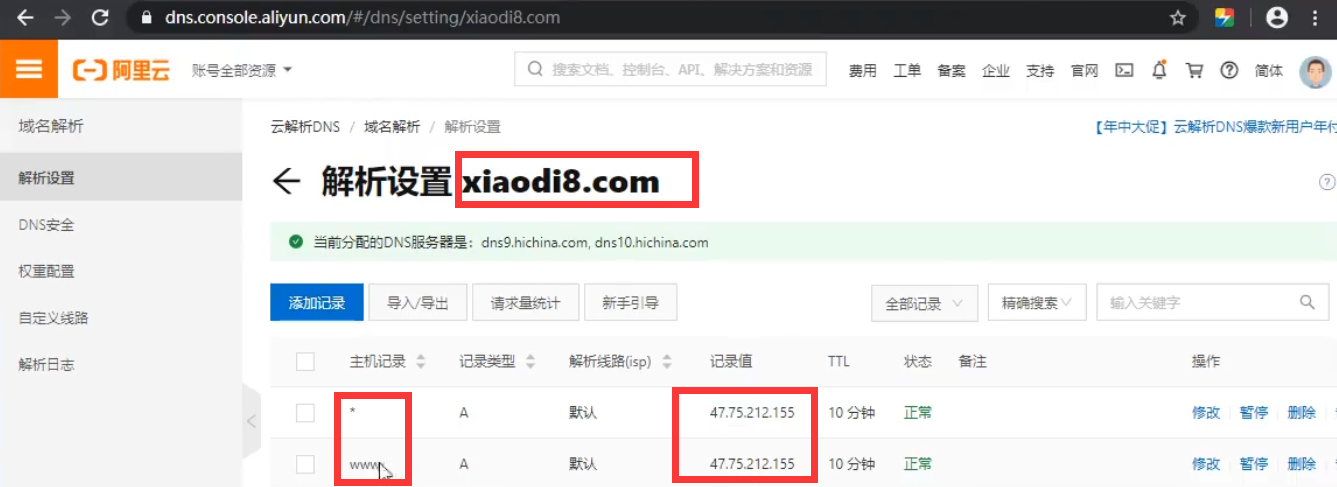 dns.console.aliyun.com/#/dns/setting/xiaodi8.com
阿里云 账号全部资源 搜索文档、控制台、API、解决方案和资源 费用 工单 备案 企业 支持 官网 简体
域名解析
解析设置
DNS安全
权重配置
自定义线路
解析日志
云解析DNS / 域名解析 / 解析设置 【年中大促】云解析DNS爆款新用户年付
解析设置 xiaodi8.com
当前分配的DNS服务器是：dns9.hichina.com, dns10.hichina.com
添加记录 导入/导出 请求量统计 新手引导 全部记录 精确搜索 输入关键字
主机记录 记录类型 解析线路(isp) 记录值 TTL 状态 备注 操作
* A 默认 47.75.212.155 10 分钟 正常 修改 暂停 删除
www A 默认 47.75.212.155 10 分钟 正常 修改 暂停 删除